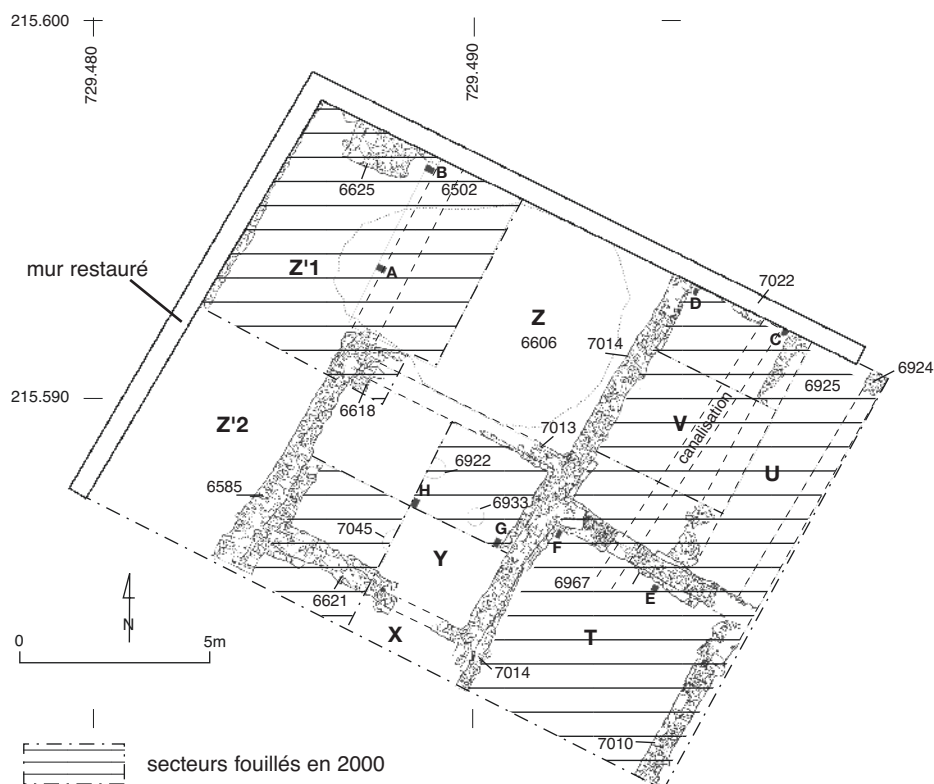 215.600
729.480
729.490
B
6625
6502
mur restauré
Z'1
A
7022
Z
D
6606
7014
C
6924
215.590
6925
6618
Z'2
V
canalisation
7013
U
6922
H
6585
6933
G
7045
F
Y
6967
E
6621
X
T
N
0
5m
7014
7010
secteurs fouillés en 2000